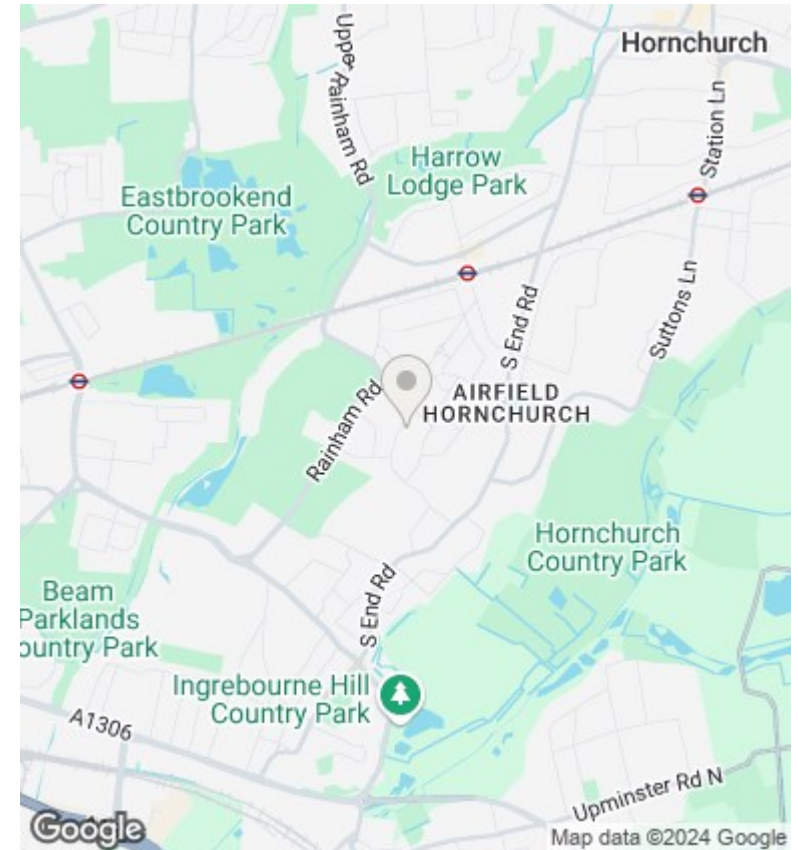 Hornchurch
Upper Rainham Rd
Station Ln
Harrow
Lodge Park
Eastbrookend
Country Park
S End Rd
Suttons Ln
AIRFIELD
HORNCHURCH
Rainham Rd
Hornchurch
Country Park
Beam
Parklands
ountry Park
S End Rd
Ingrebourne Hill
Country Park
A1306
Upminster Rd N
Google
Map data ©2024 Google